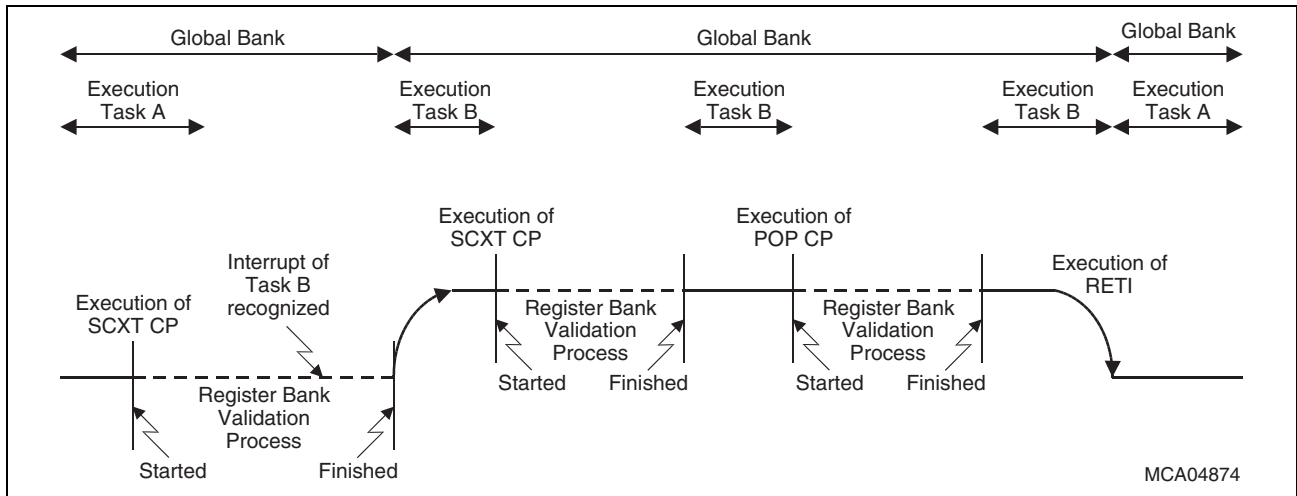 Global Bank
Global Bank
Global Bank
Execution
Task A
Execution
Task B
Execution
Task B
Execution
Task B
Execution
Task A
Execution of
SCXT CP
Interrupt of
Task B
recognized
Execution of
SCXT CP
Execution of
POP CP
Execution of
RETI
Register Bank
Validation
Process
Started
Finished
Register Bank
Validation
Process
Started
Finished
Register Bank
Validation
Process
Started
Finished
MCA04874